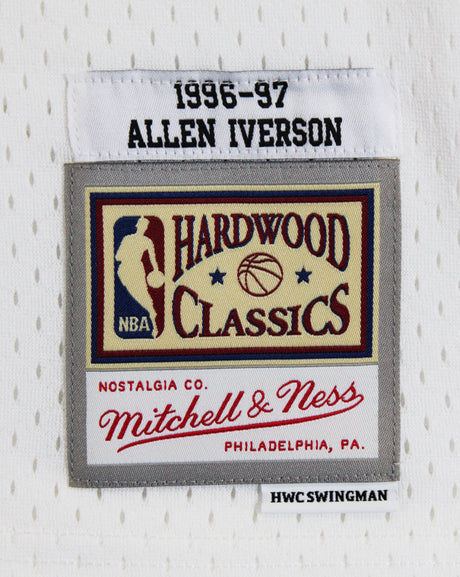 1996-97
ALLEN IVERSON
HARDWOOD
CLASSICS
NBA
NOSTALGIA CO.
Mitchell & Ness
PHILADELPHIA, PA.
HWC SWINGMAN